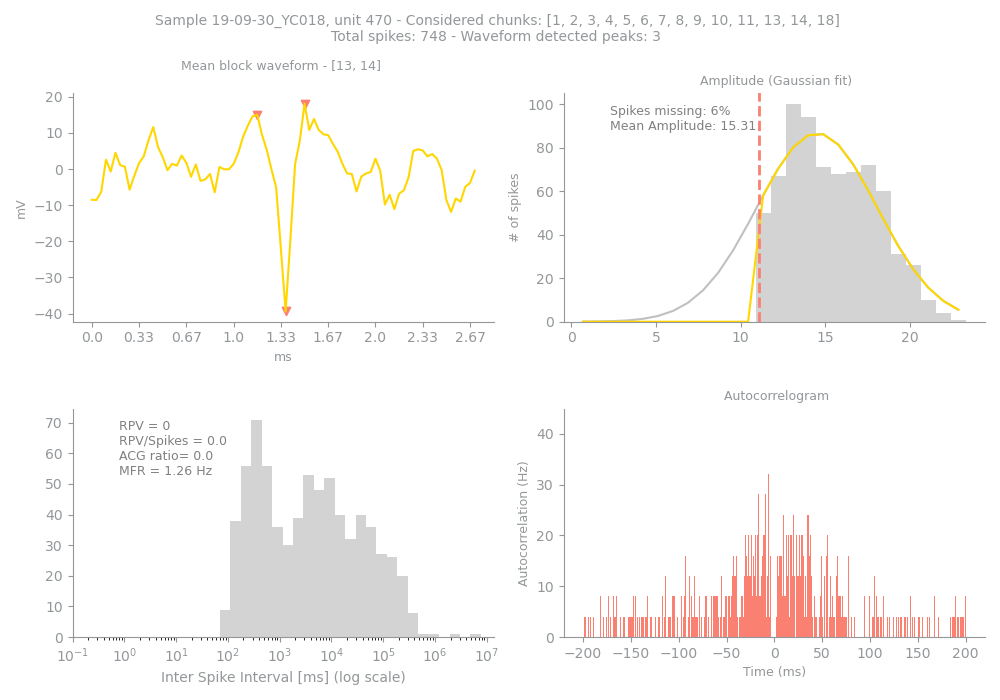 Sample 19-09-30_YC018, unit 470 - Considered chunks: [1, 2, 3, 4, 5, 6, 7, 8, 9, 10, 11, 13, 14, 18]
Total spikes: 748 - Waveform detected peaks: 3
Mean block waveform - [13, 14]
20
10
0
−10
−20
−30
−40
mV
0.0 0.33 0.67 1.0 1.33 1.67 2.0 2.33 2.67
ms
Amplitude (Gaussian fit)
Spikes missing: 6%
Mean Amplitude: 15.31
100
80
60
40
20
0
# of spikes
0 5 10 15 20
RPV = 0
RPV/Spikes = 0.0
ACG ratio= 0.0
MFR = 1.26 Hz
70
60
50
40
30
20
10
0
10⁻¹ 10⁰ 10¹ 10² 10³ 10⁴ 10⁵ 10⁶ 10⁷
Inter Spike Interval [ms] (log scale)
Autocorrelogram
40
30
20
10
0
Autocorrelation (Hz)
−200 −150 −100 −50 0 50 100 150 200
Time (ms)